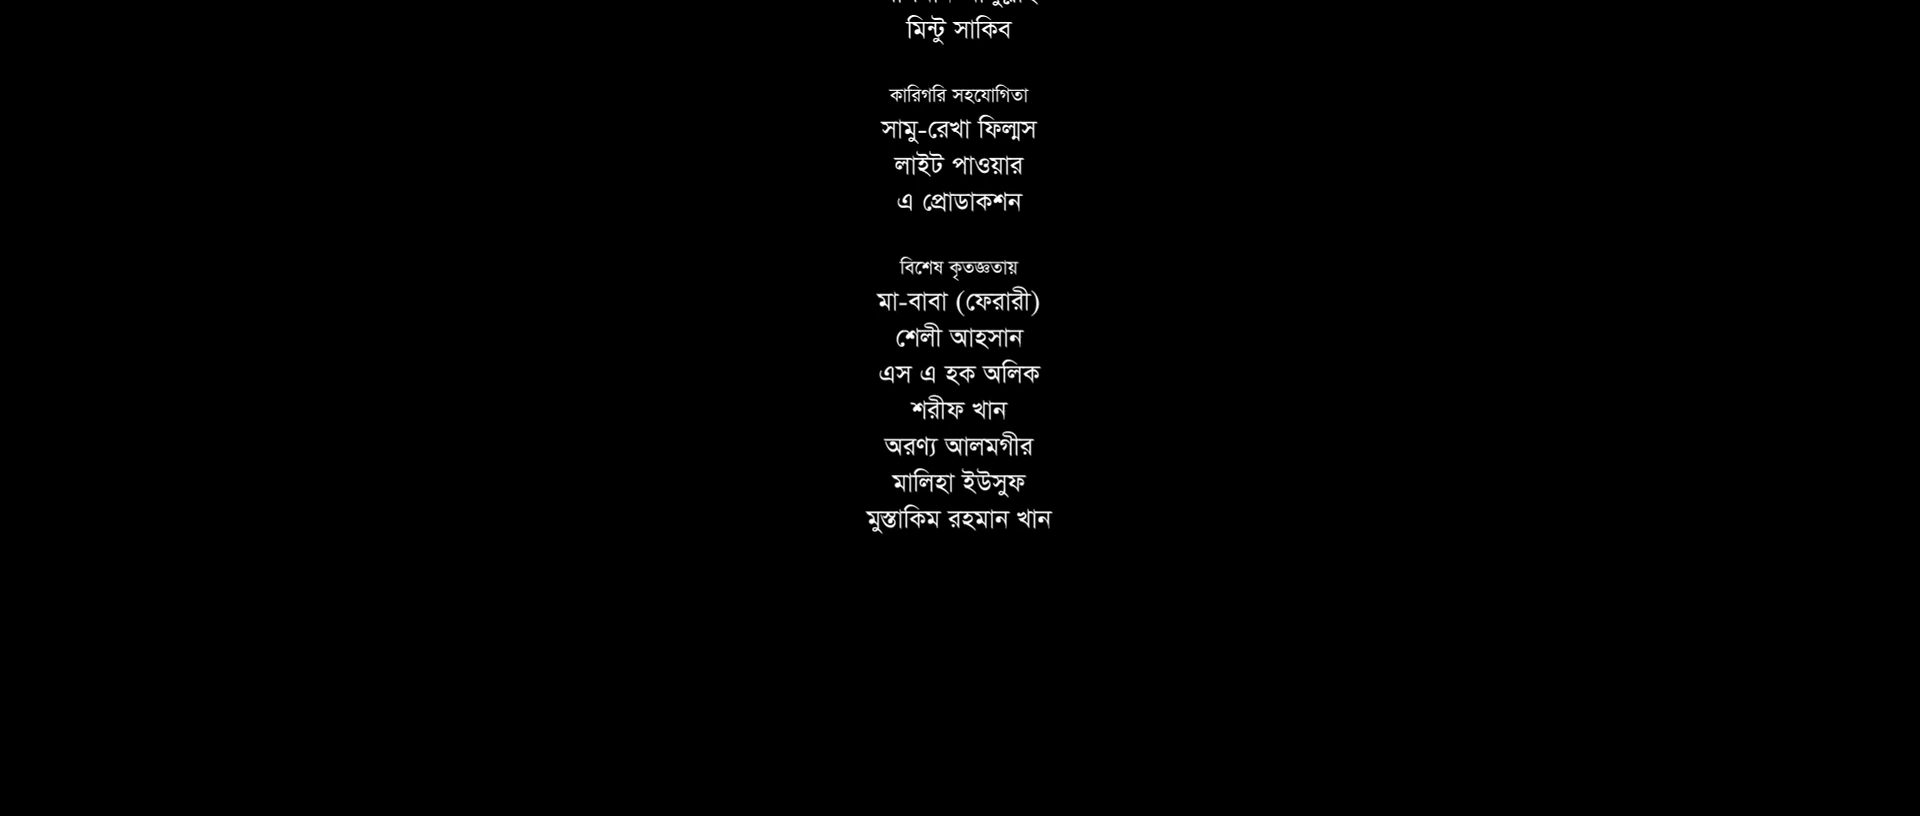 মিন্টু সাকিব
কারিগরি সহযোগিতা
সামু-রেখা ফিল্মস
লাইট পাওয়ার
এ প্রোডাকশন
বিশেষ কৃতজ্ঞতায়
মা-বাবা (ফেরারী)
শেলী আহসান
এস এ হক অলিক
শরীফ খান
অরণ্য আলমগীর
মালিহা ইউসুফ
মুস্তাকিম রহমান খান